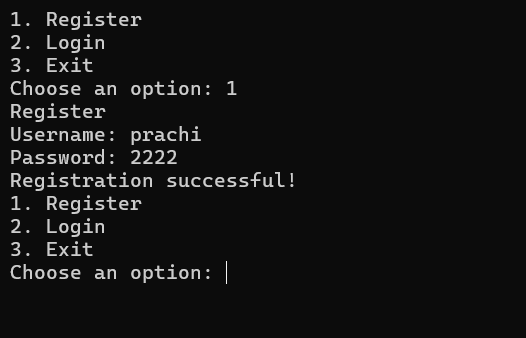 1. Register
2. Login
3. Exit
Choose an option: 1
Register
Username: prachi
Password: 2222
Registration successful!
1. Register
2. Login
3. Exit
Choose an option: